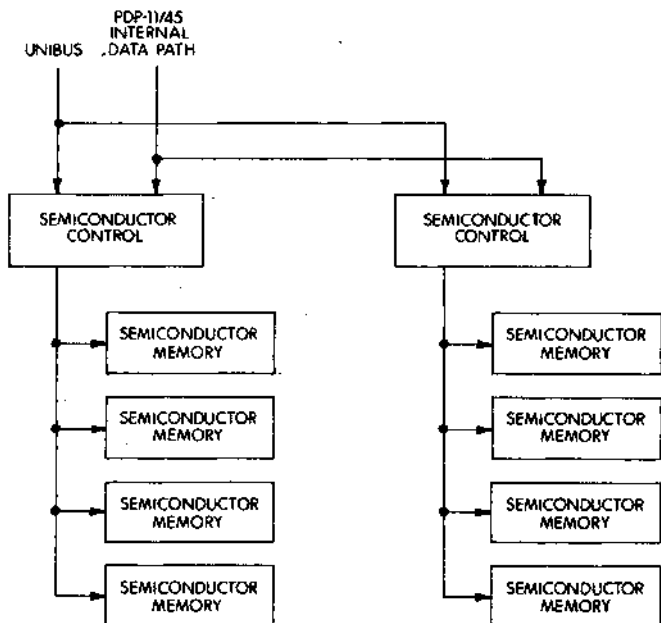 UNIBUS
PDP-11/45
INTERNAL
DATA PATH
SEMICONDUCTOR
CONTROL
SEMICONDUCTOR
CONTROL
SEMICONDUCTOR
MEMORY
SEMICONDUCTOR
MEMORY
SEMICONDUCTOR
MEMORY
SEMICONDUCTOR
MEMORY
SEMICONDUCTOR
MEMORY
SEMICONDUCTOR
MEMORY
SEMICONDUCTOR
MEMORY
SEMICONDUCTOR
MEMORY